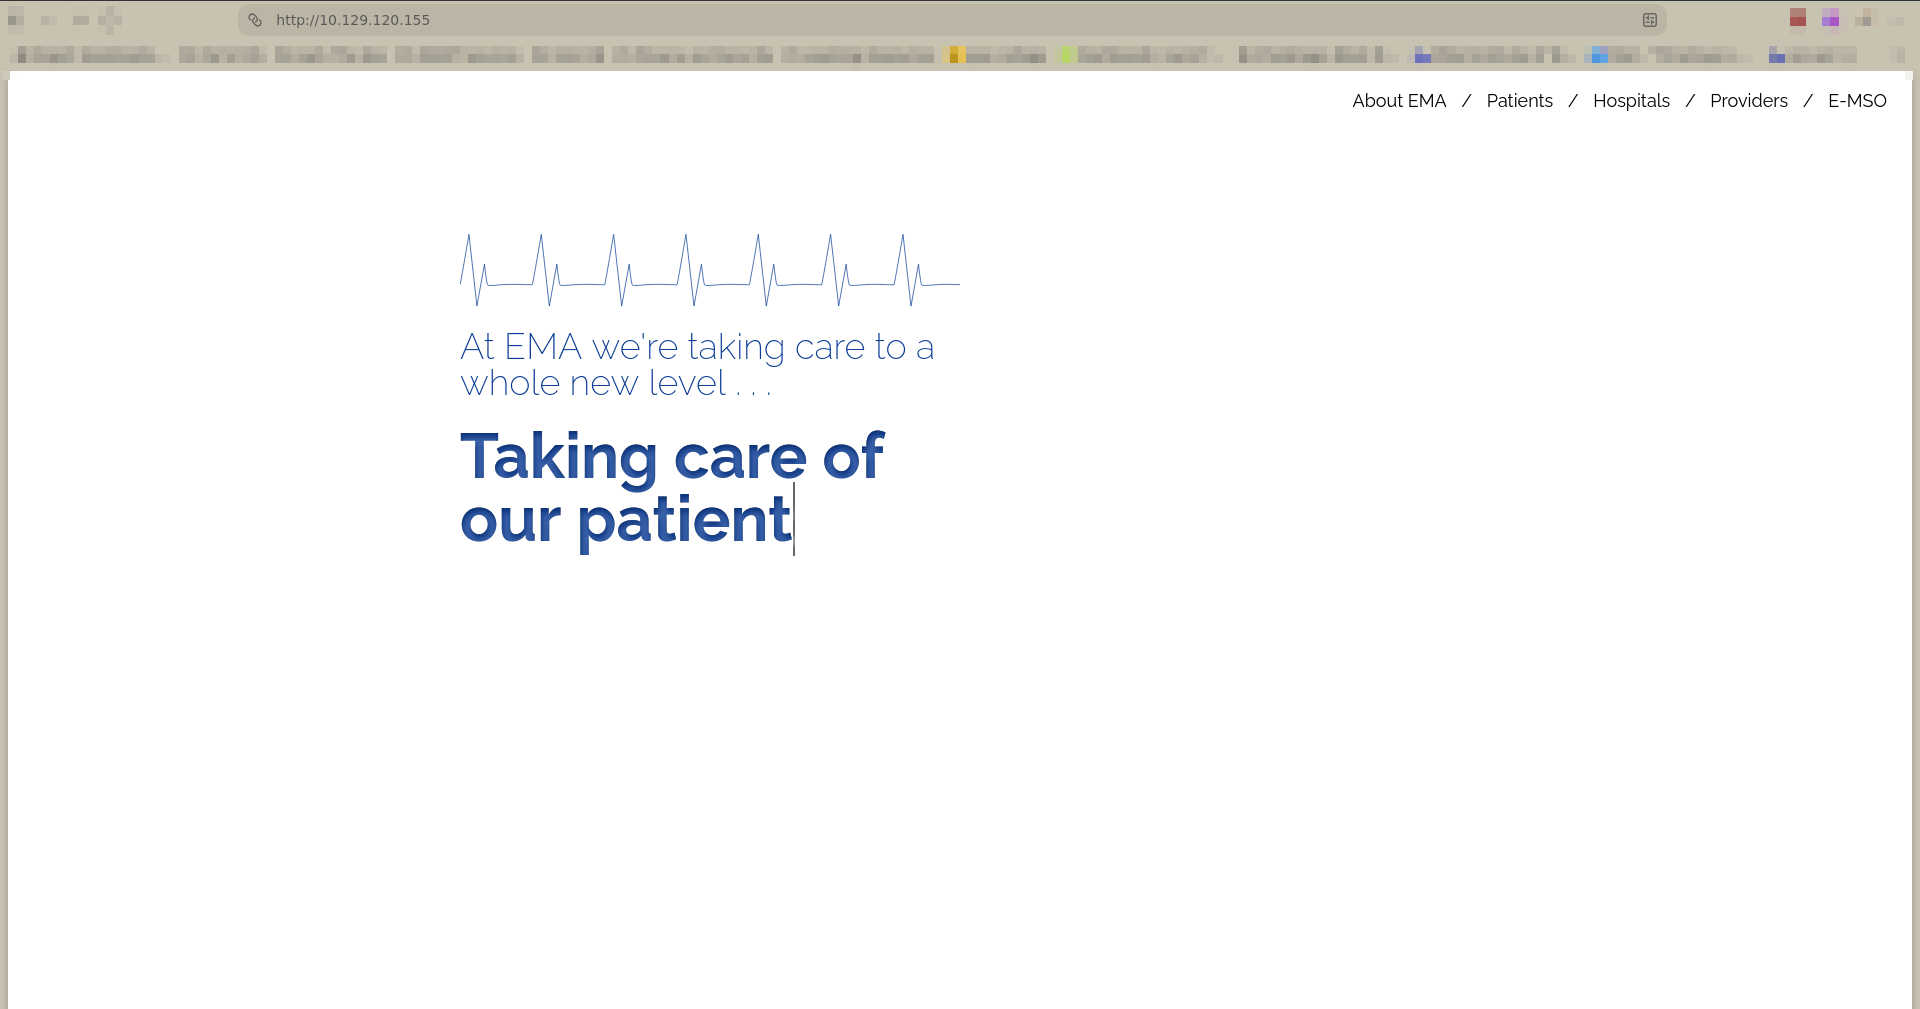 http://10.129.120.155
About EMA / Patients / Hospitals / Providers / E-MSO
At EMA we're taking care to a
whole new level . . .
Taking care of
our patient